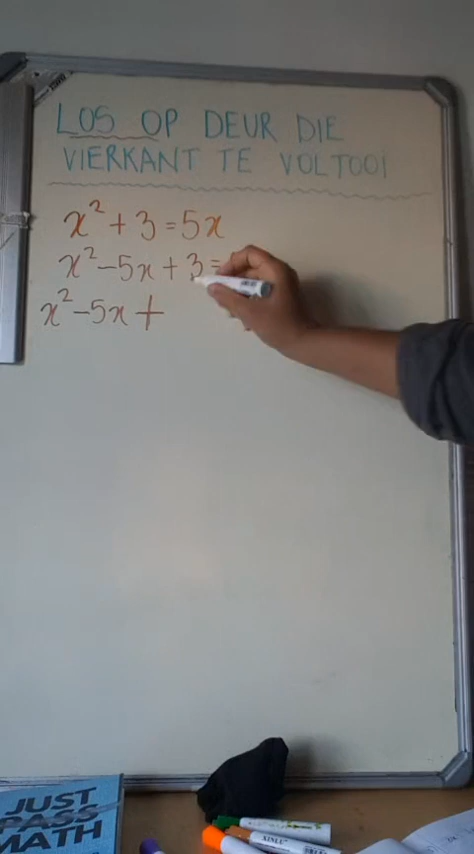 LOS OP DEUR DIE
VIERKANT TE VOLTOOI
x² + 3 = 5x
x² - 5x + 3 =
x² - 5x +
JUST
PASS
MATH